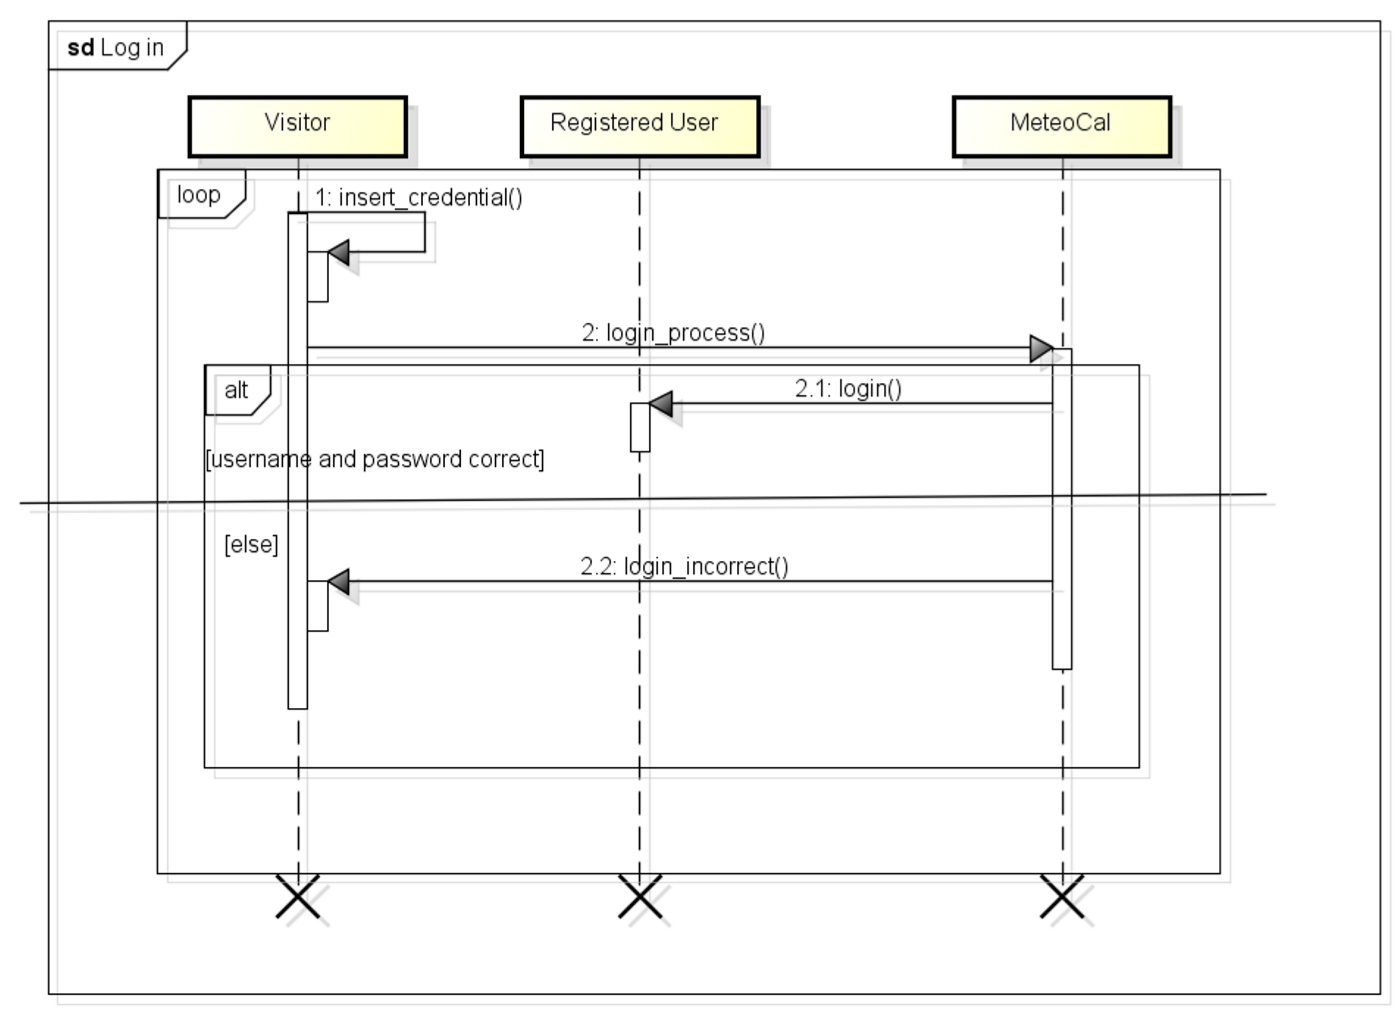 sd Log in
Visitor
Registered User
MeteoCal
loop
1: insert_credential()
2: login_process()
alt
2.1: login()
[username and password correct]
[else]
2.2: login_incorrect()